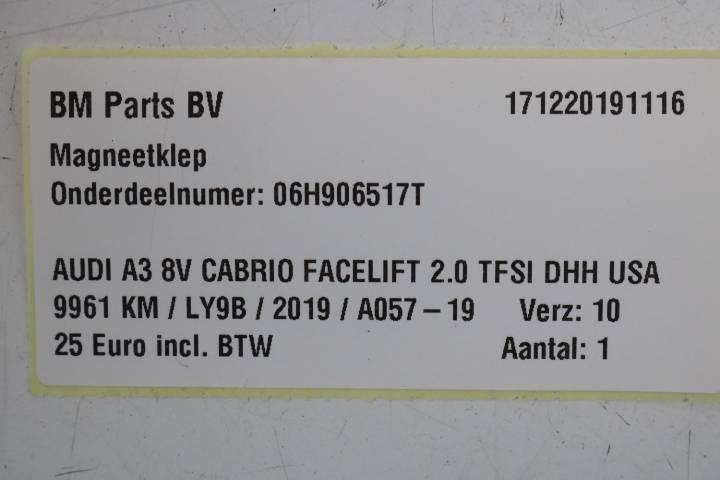 BM Parts BV 171220191116
Magneetklep
Onderdeelnumer: 06H906517T
AUDI A3 8V CABRIO FACELIFT 2.0 TFSI DHH USA
9961 KM / LY9B / 2019 / A057-19 Verz: 10
25 Euro incl. BTW Aantal: 1